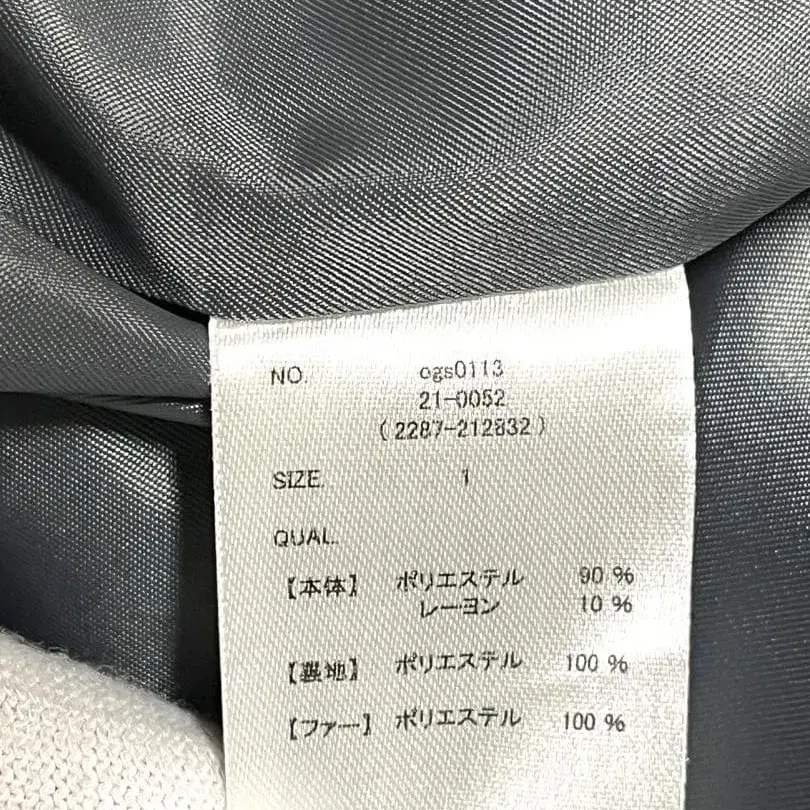 NO. ogs0113
21-0052
(2287-212832)
SIZE. 1
QUAL.
【本体】 ポリエステル 90 %
レーヨン 10 %
【裏地】 ポリエステル 100 %
【ファー】 ポリエステル 100 %